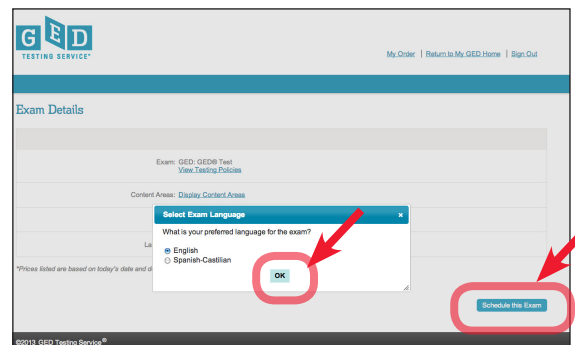 GED
TESTING SERVICE®
My Order | Return to My GED Home | Sign Out
Exam Details
Exam: GED: GED® Test
View Testing Policies
Content Areas: Display Content Areas
Select Exam Language x
What is your preferred language for the exam?
La
English
Spanish-Castilian
*Prices listed are based on today's date and d
OK
Schedule this Exam
©2013 GED Testing Service®